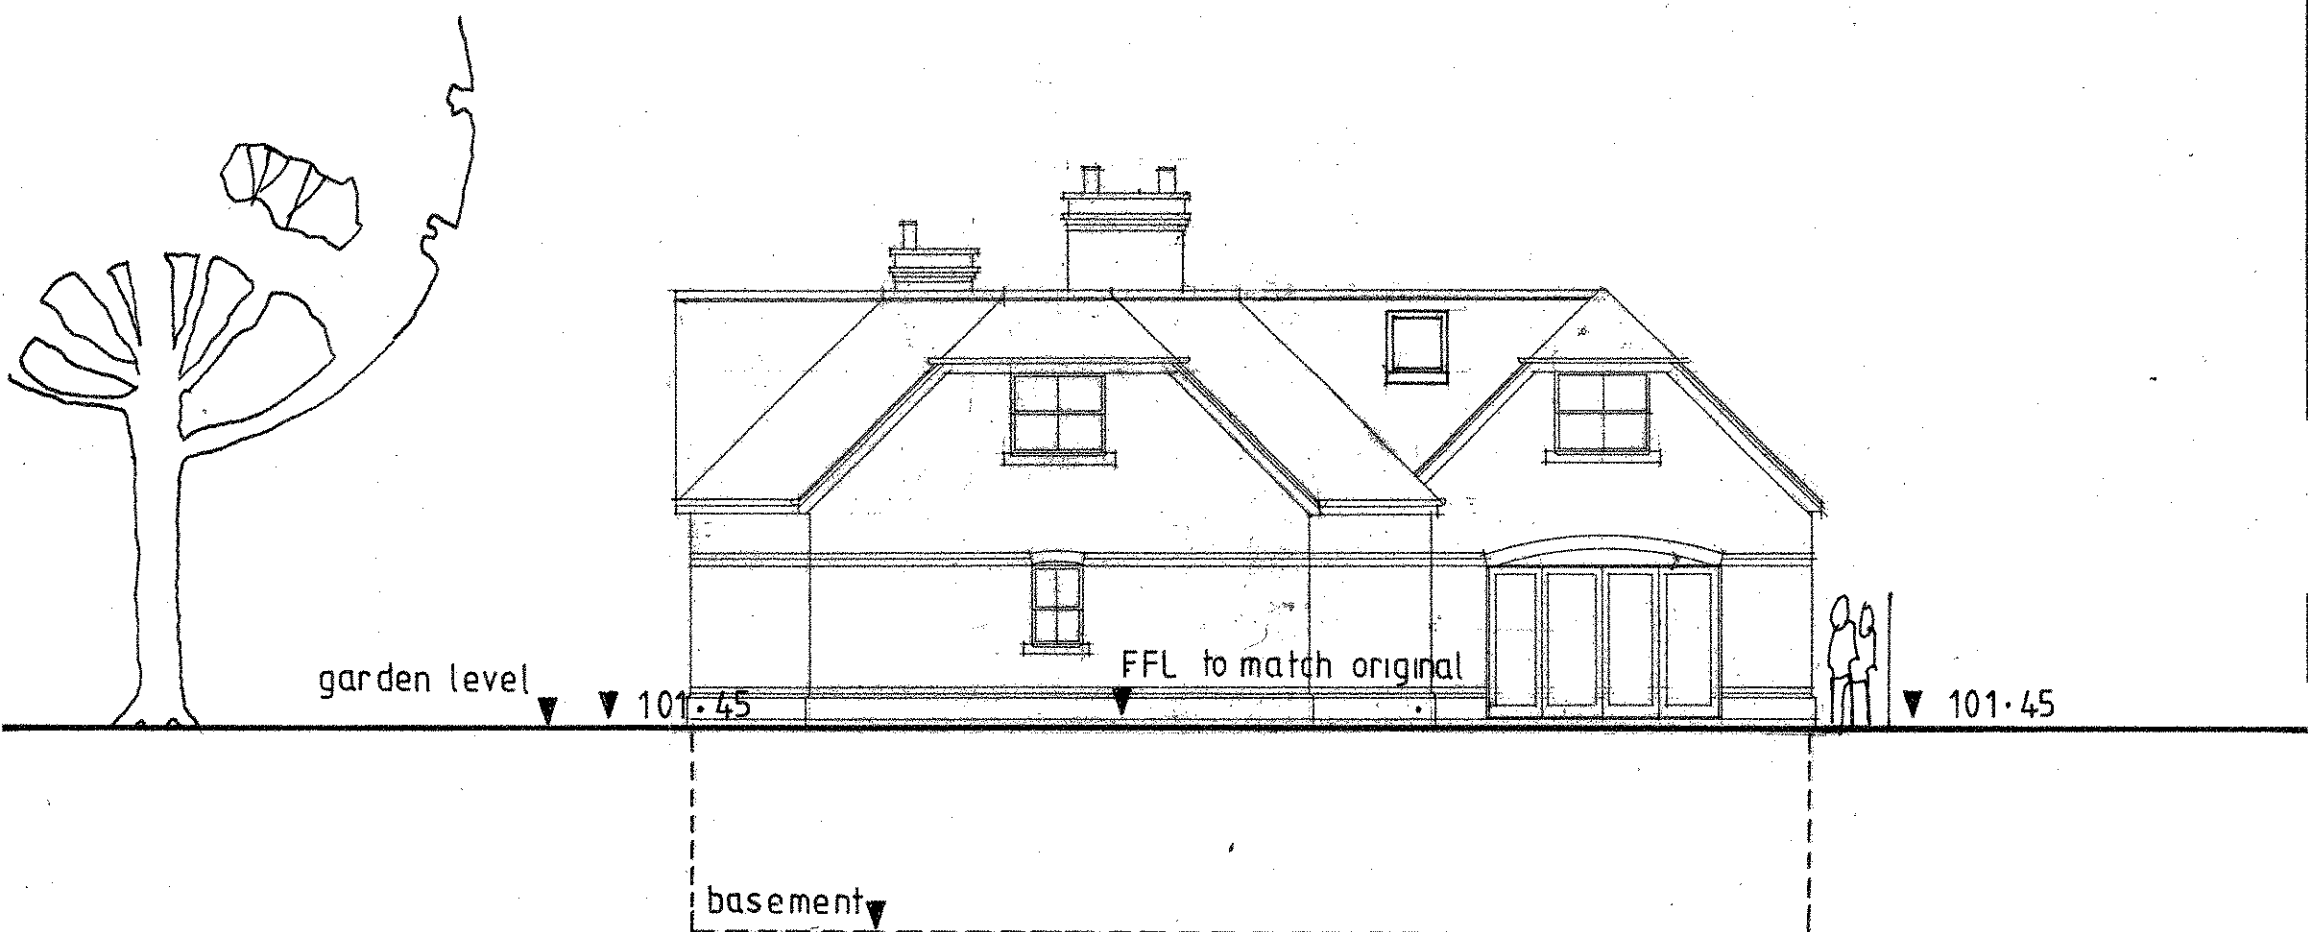 FFL to match original
garden level
101.45
101.45
basement